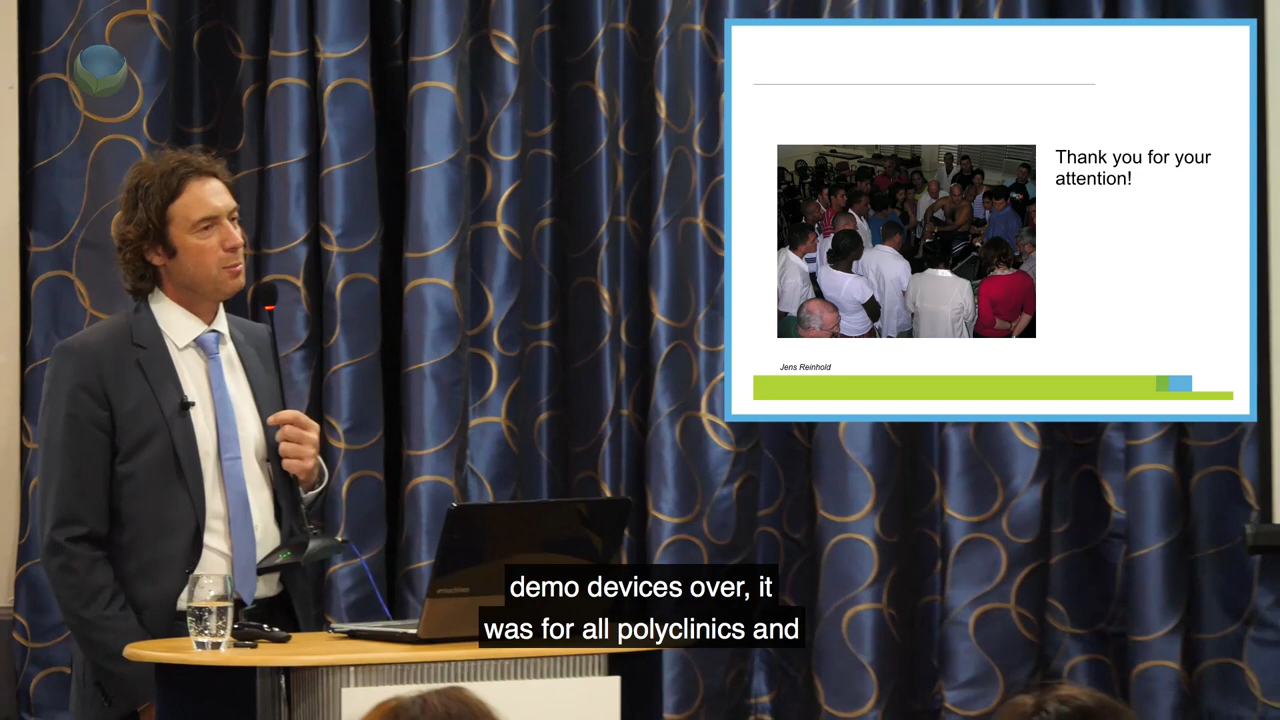 Thank you for your
attention!
Jens Reinhold
demo devices over, it
was for all polyclinics and